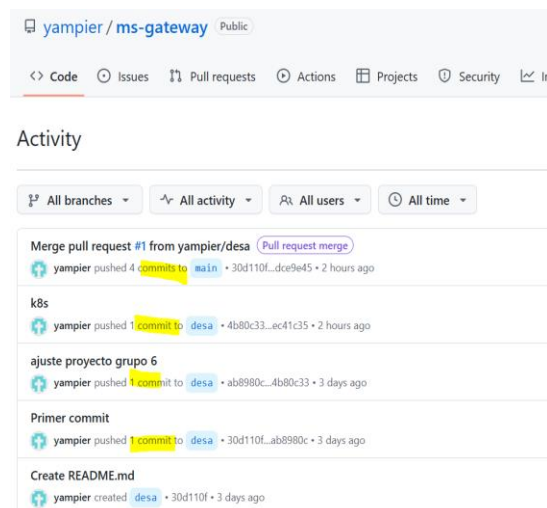 yampier / ms-gateway Public
Code Issues Pull requests Actions Projects Security
Activity
All branches All activity All users All time
Merge pull request #1 from yampier/desa Pull request merge
yampier pushed 4 commits to main • 30d110f...dce9e45 • 2 hours ago
k8s
yampier pushed 1 commit to desa • 4b80c33...ec41c35 • 2 hours ago
ajuste proyecto grupo 6
yampier pushed 1 commit to desa • ab8980c...4b80c33 • 3 days ago
Primer commit
yampier pushed 1 commit to desa • 30d110f...ab8980c • 3 days ago
Create README.md
yampier created desa • 30d110f • 3 days ago